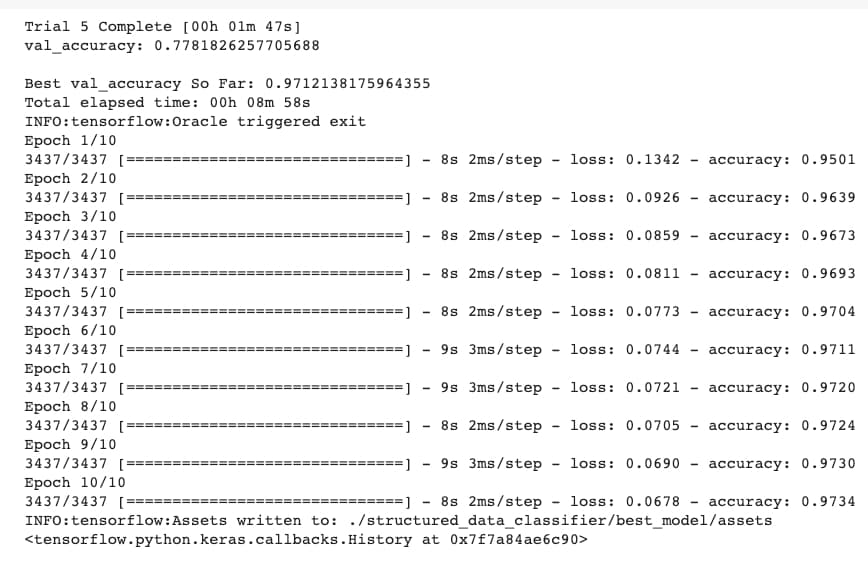 Trial 5 Complete [00h 01m 47s]
val_accuracy: 0.7781826257705688
Best val_accuracy So Far: 0.9712138175964355
Total elapsed time: 00h 08m 58s
INFO:tensorflow:Oracle triggered exit
Epoch 1/10
3437/3437 [==============================] - 8s 2ms/step - loss: 0.1342 - accuracy: 0.9501
Epoch 2/10
3437/3437 [==============================] - 8s 2ms/step - loss: 0.0926 - accuracy: 0.9639
Epoch 3/10
3437/3437 [==============================] - 8s 2ms/step - loss: 0.0859 - accuracy: 0.9673
Epoch 4/10
3437/3437 [==============================] - 8s 2ms/step - loss: 0.0811 - accuracy: 0.9693
Epoch 5/10
3437/3437 [==============================] - 8s 2ms/step - loss: 0.0773 - accuracy: 0.9704
Epoch 6/10
3437/3437 [==============================] - 9s 3ms/step - loss: 0.0744 - accuracy: 0.9711
Epoch 7/10
3437/3437 [==============================] - 9s 3ms/step - loss: 0.0721 - accuracy: 0.9720
Epoch 8/10
3437/3437 [==============================] - 8s 2ms/step - loss: 0.0705 - accuracy: 0.9724
Epoch 9/10
3437/3437 [==============================] - 9s 3ms/step - loss: 0.0690 - accuracy: 0.9730
Epoch 10/10
3437/3437 [==============================] - 8s 2ms/step - loss: 0.0678 - accuracy: 0.9734
INFO:tensorflow:Assets written to: ./structured_data_classifier/best_model/assets
<tensorflow.python.keras.callbacks.History at 0x7f7a84ae6c90>